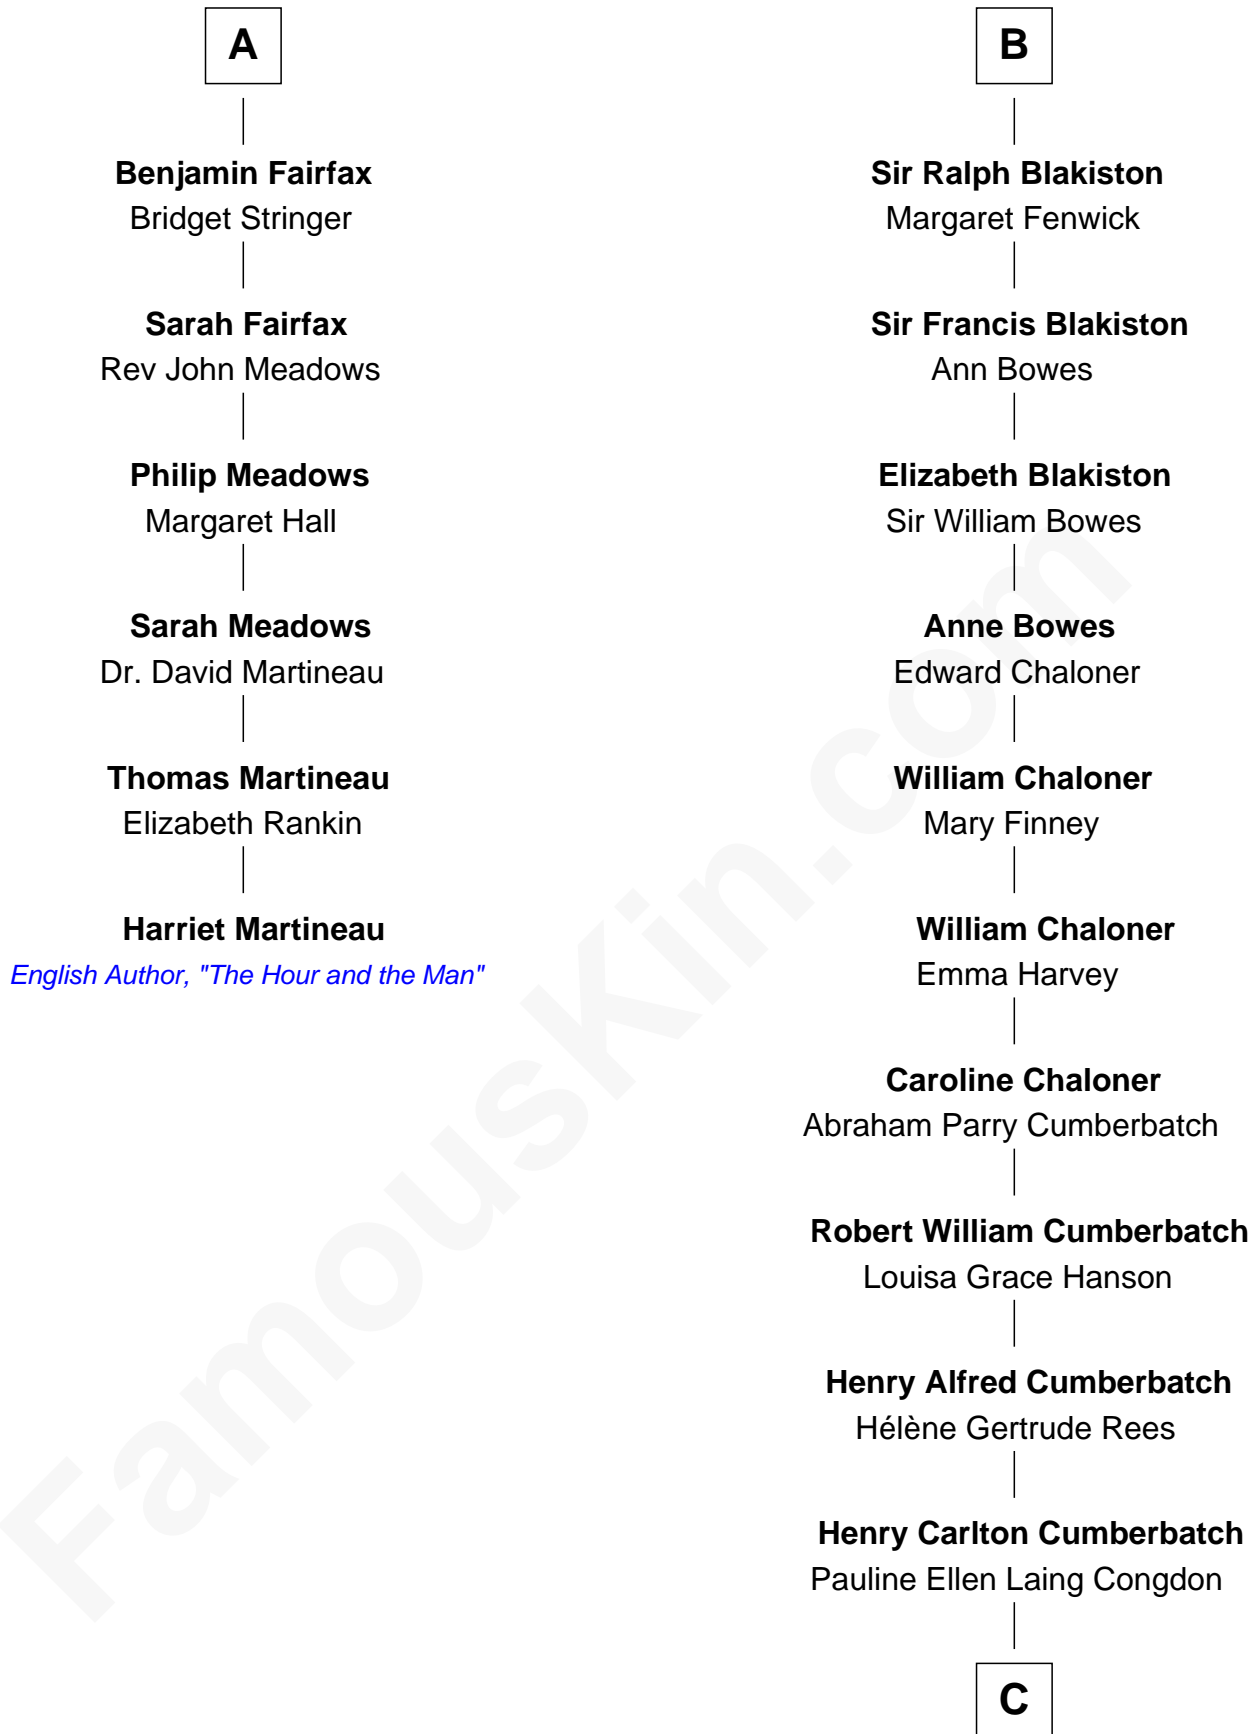 A
Benjamin Fairfax
Bridget Stringer
Sarah Fairfax
Rev John Meadows
Philip Meadows
Margaret Hall
Sarah Meadows
Dr. David Martineau
Thomas Martineau
Elizabeth Rankin
Harriet Martineau
English Author, "The Hour and the Man"
B
Sir Ralph Blakiston
Margaret Fenwick
Sir Francis Blakiston
Ann Bowes
Elizabeth Blakiston
Sir William Bowes
Anne Bowes
Edward Chaloner
William Chaloner
Mary Finney
William Chaloner
Emma Harvey
Caroline Chaloner
Abraham Parry Cumberbatch
Robert William Cumberbatch
Louisa Grace Hanson
Henry Alfred Cumberbatch
Hélène Gertrude Rees
Henry Carlton Cumberbatch
Pauline Ellen Laing Congdon
C
FamousKin.com